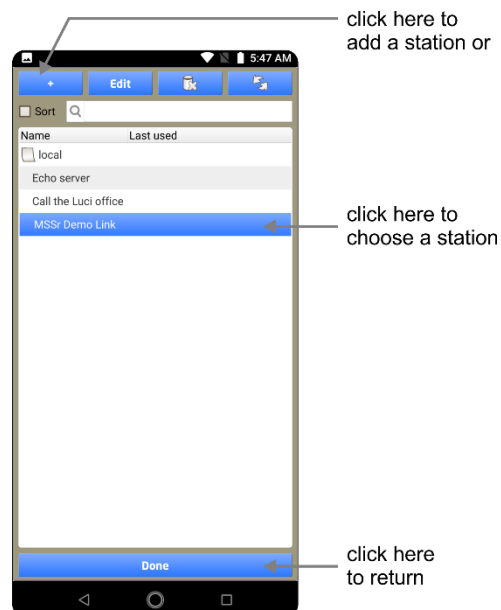 click here to
add a station or
5:47 AM
+ Edit
Sort
Name Last used
local
Echo server
Call the Luci office
MSSr Demo Link
click here to
choose a station
Done
click here
to return